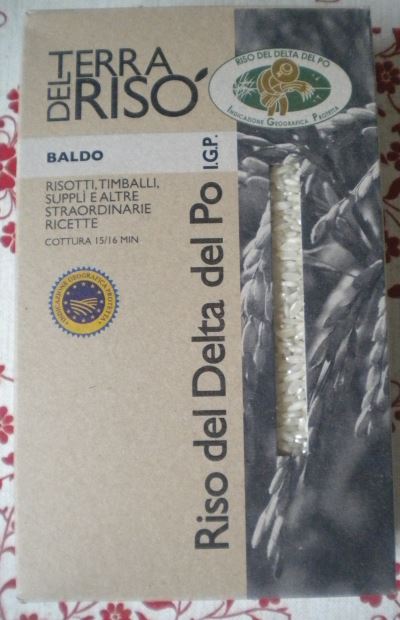 DEL TERRA
RISO
RISO DEL DELTA DEL PO
INDICAZIONE GEOGRAFICA PROTETTA
BALDO
RISOTTI, TIMBALLI,
SUPPLÌ E ALTRE
STRAORDINARIE
RICETTE
COTTURA 15/16 MIN
INDICAZIONE GEOGRAFICA PROTETTA
Riso del Delta del Po I.G.P.